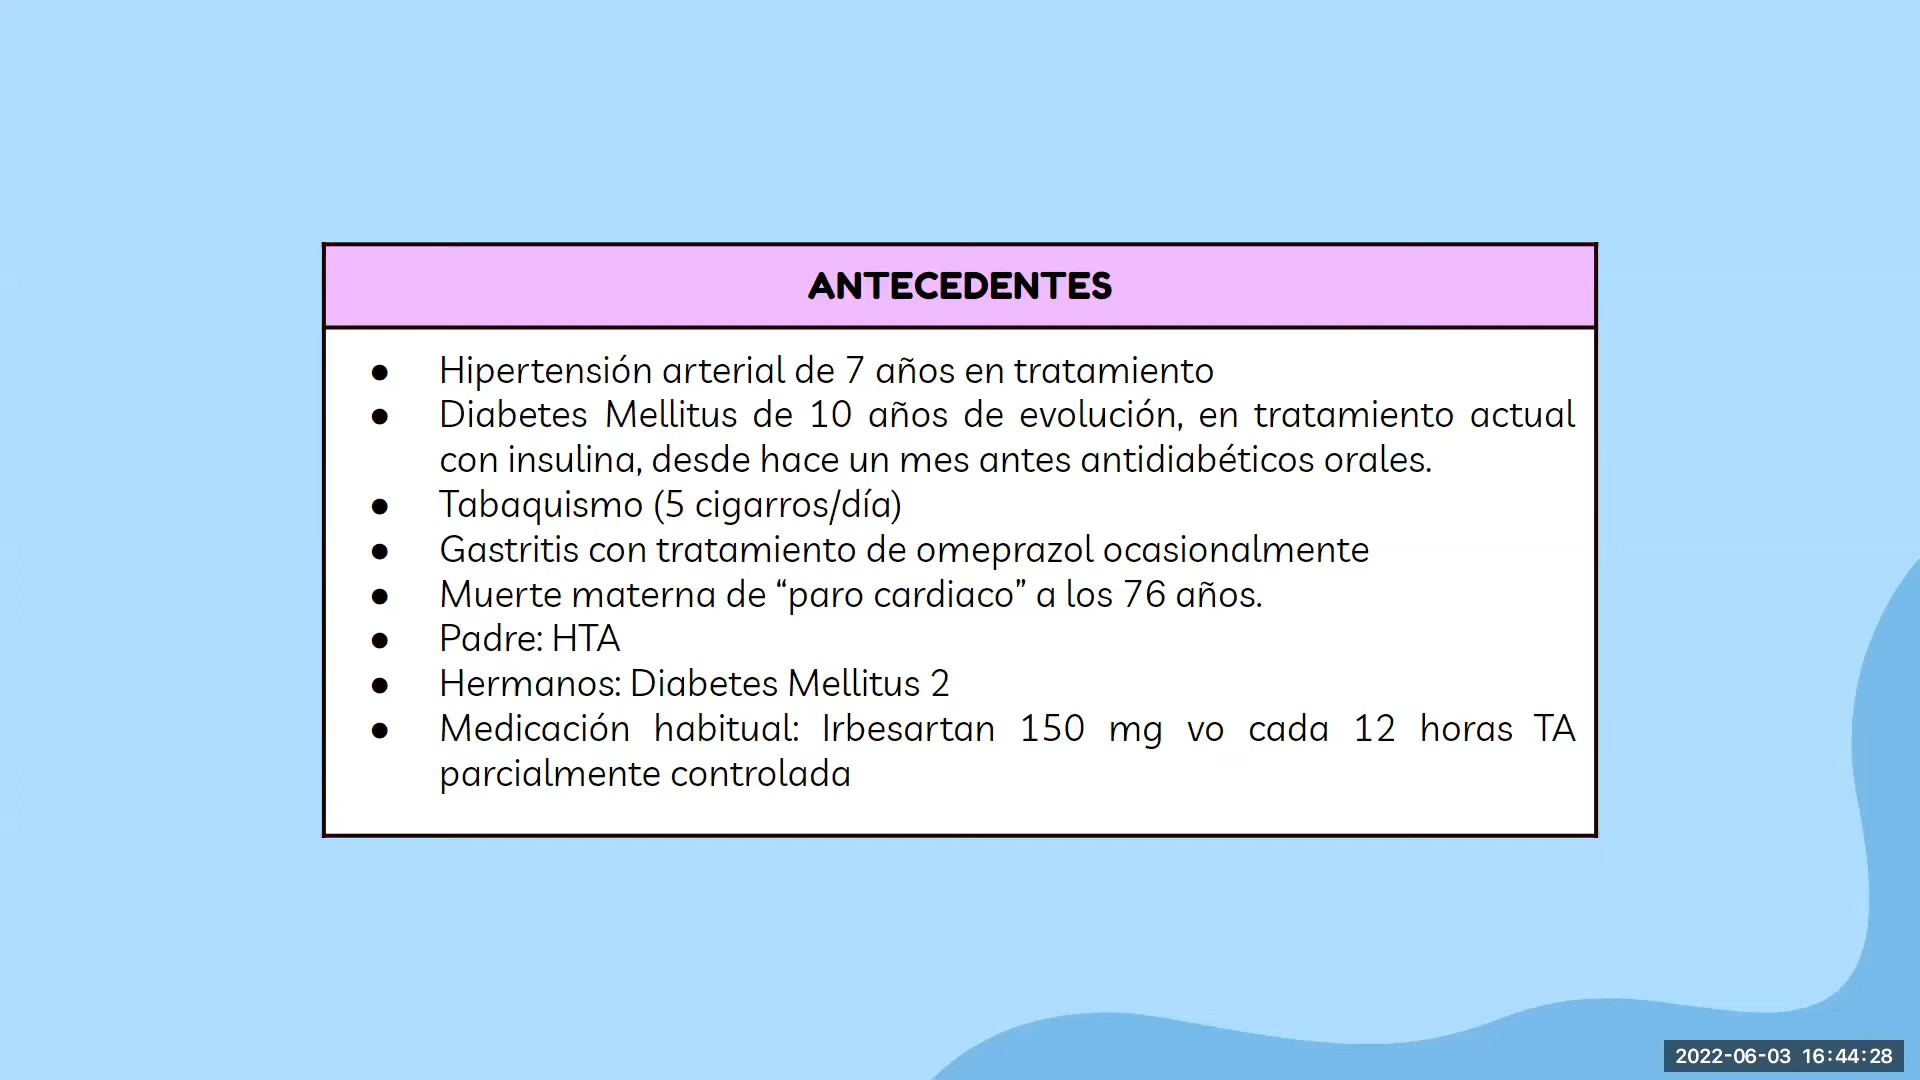 ANTECEDENTES
● Hipertensión arterial de 7 años en tratamiento
● Diabetes Mellitus de 10 años de evolución, en tratamiento actual
con insulina, desde hace un mes antes antidiabéticos orales.
● Tabaquismo (5 cigarros/día)
● Gastritis con tratamiento de omeprazol ocasionalmente
● Muerte materna de “paro cardiaco” a los 76 años.
● Padre: HTA
● Hermanos: Diabetes Mellitus 2
● Medicación habitual: Irbesartan 150 mg vo cada 12 horas TA
parcialmente controlada
2022-06-03 16:44:28